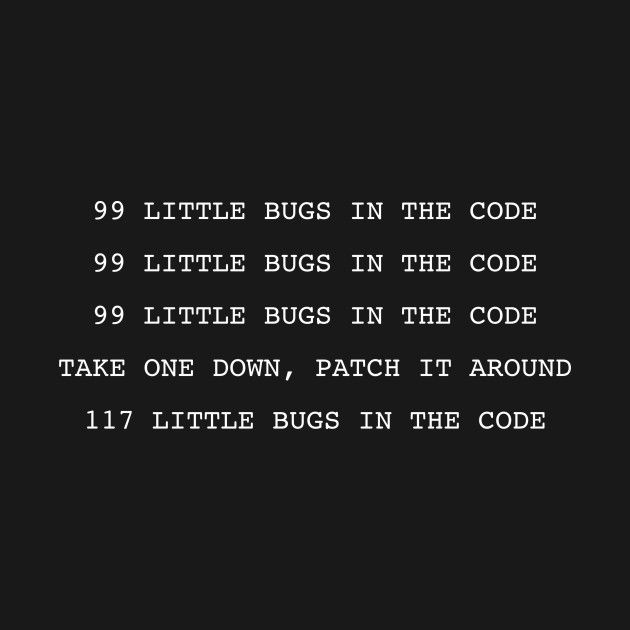 99 LITTLE BUGS IN THE CODE
99 LITTLE BUGS IN THE CODE
99 LITTLE BUGS IN THE CODE
TAKE ONE DOWN, PATCH IT AROUND
117 LITTLE BUGS IN THE CODE